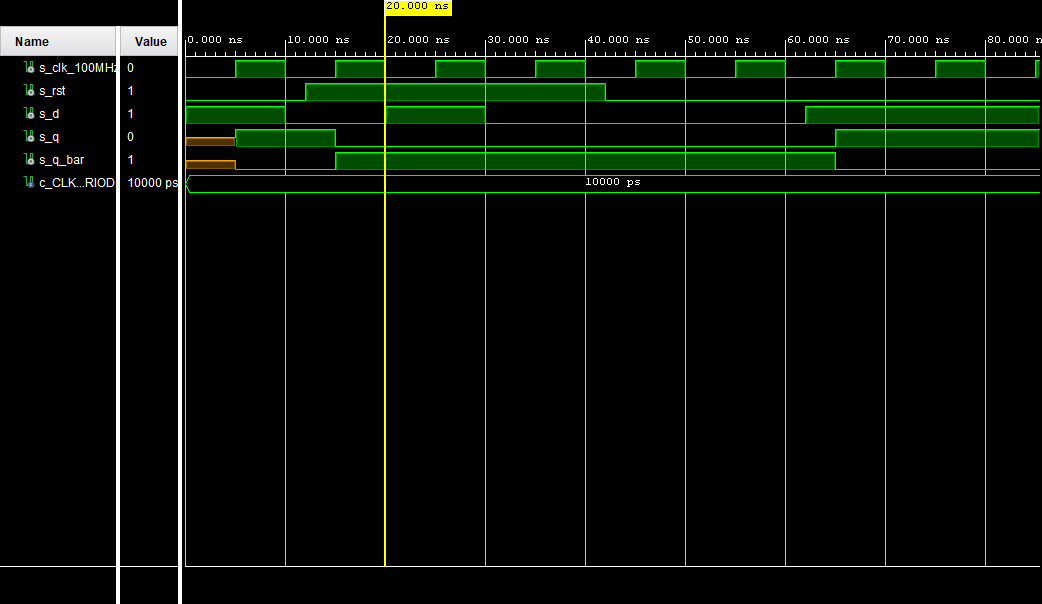 20.000 ns
Name Value
0.000 ns 10.000 ns 20.000 ns 30.000 ns 40.000 ns 50.000 ns 60.000 ns 70.000 ns 80.000 n
s_clk_100MHz 0
s_rst 1
s_d 1
s_q 0
s_q_bar 1
c_CLK...RIOD 10000 ps 10000 ps